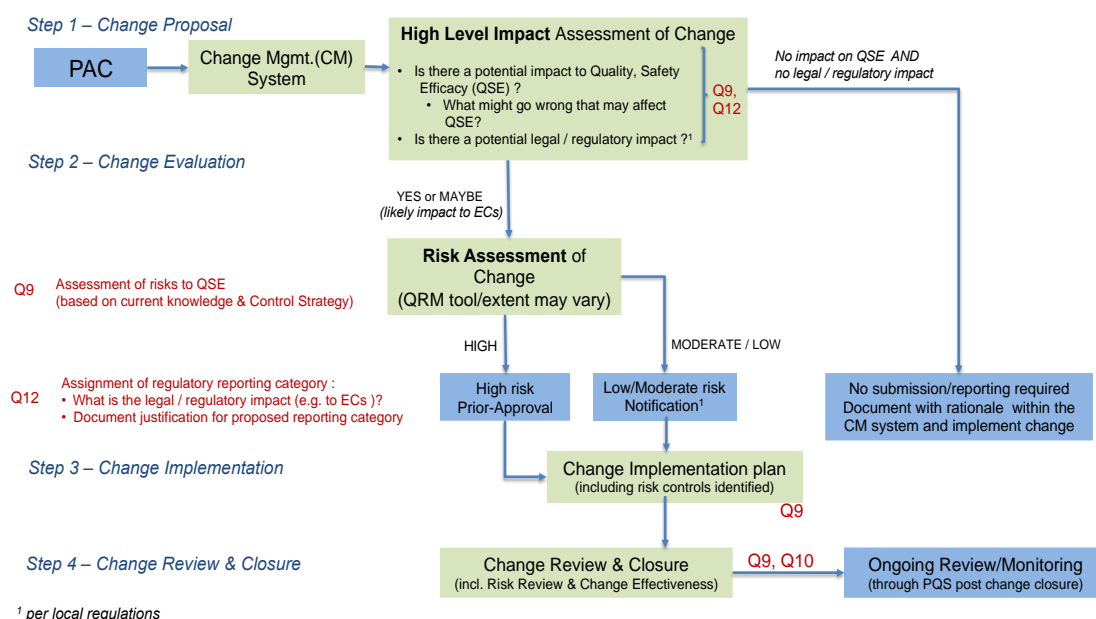 Step 1 – Change Proposal
PAC
Change Mgmt.(CM)
System
High Level Impact Assessment of Change
• Is there a potential impact to Quality, Safety
Efficacy (QSE) ?
• What might go wrong that may affect
QSE?
• Is there a potential legal / regulatory impact ?¹
Q9,
Q12
No impact on QSE AND
no legal / regulatory impact
Step 2 – Change Evaluation
YES or MAYBE
(likely impact to ECs)
Risk Assessment of
Change
(QRM tool/extent may vary)
Q9
Assessment of risks to QSE
(based on current knowledge & Control Strategy)
HIGH
MODERATE / LOW
Q12
Assignment of regulatory reporting category :
• What is the legal / regulatory impact (e.g. to ECs )?
• Document justification for proposed reporting category
High risk
Prior-Approval
Low/Moderate risk
Notification¹
No submission/reporting required
Document with rationale within the
CM system and implement change
Step 3 – Change Implementation
Change Implementation plan
(including risk controls identified)
Q9
Step 4 – Change Review & Closure
Change Review & Closure
(incl. Risk Review & Change Effectiveness)
Q9, Q10
Ongoing Review/Monitoring
(through PQS post change closure)
¹ per local regulations